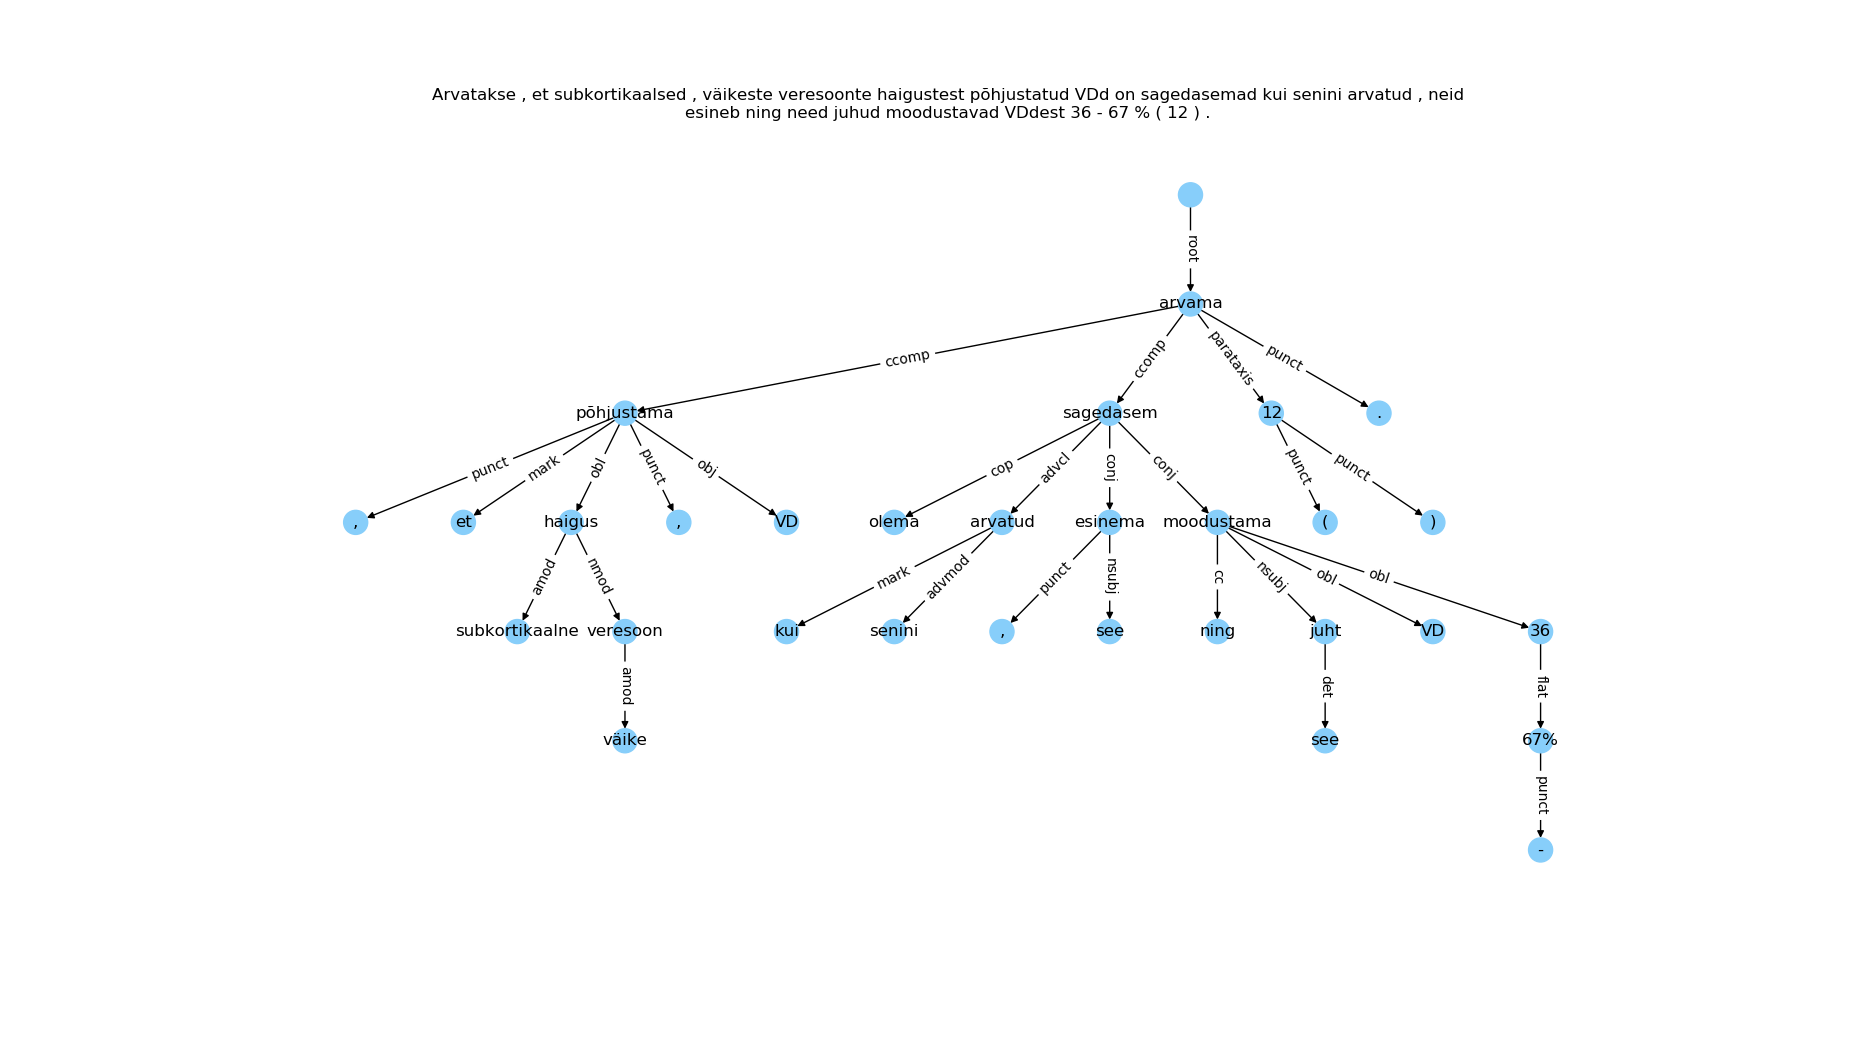 Arvatakse , et subkortikaalsed , väikeste veresoonte haigustest põhjustatud VDd on sagedasemad kui senini arvatud , neid
esineb ning need juhud moodustavad VDdest 36 - 67 % ( 12 ) .
root
arvama
ccomp ccomp parataxis punct
põhjustama sagedasem 12 .
punct mark obl punct obj cop advcl conj conj punct punct
, et haigus , VD olema arvatud esinema moodustama ( )
amod nmod mark advmod punct nsubj cc nsubj obl obl
subkortikaalne veresoon kui senini , see ning juht VD 36
amod det flat
väike see 67%
punct
-